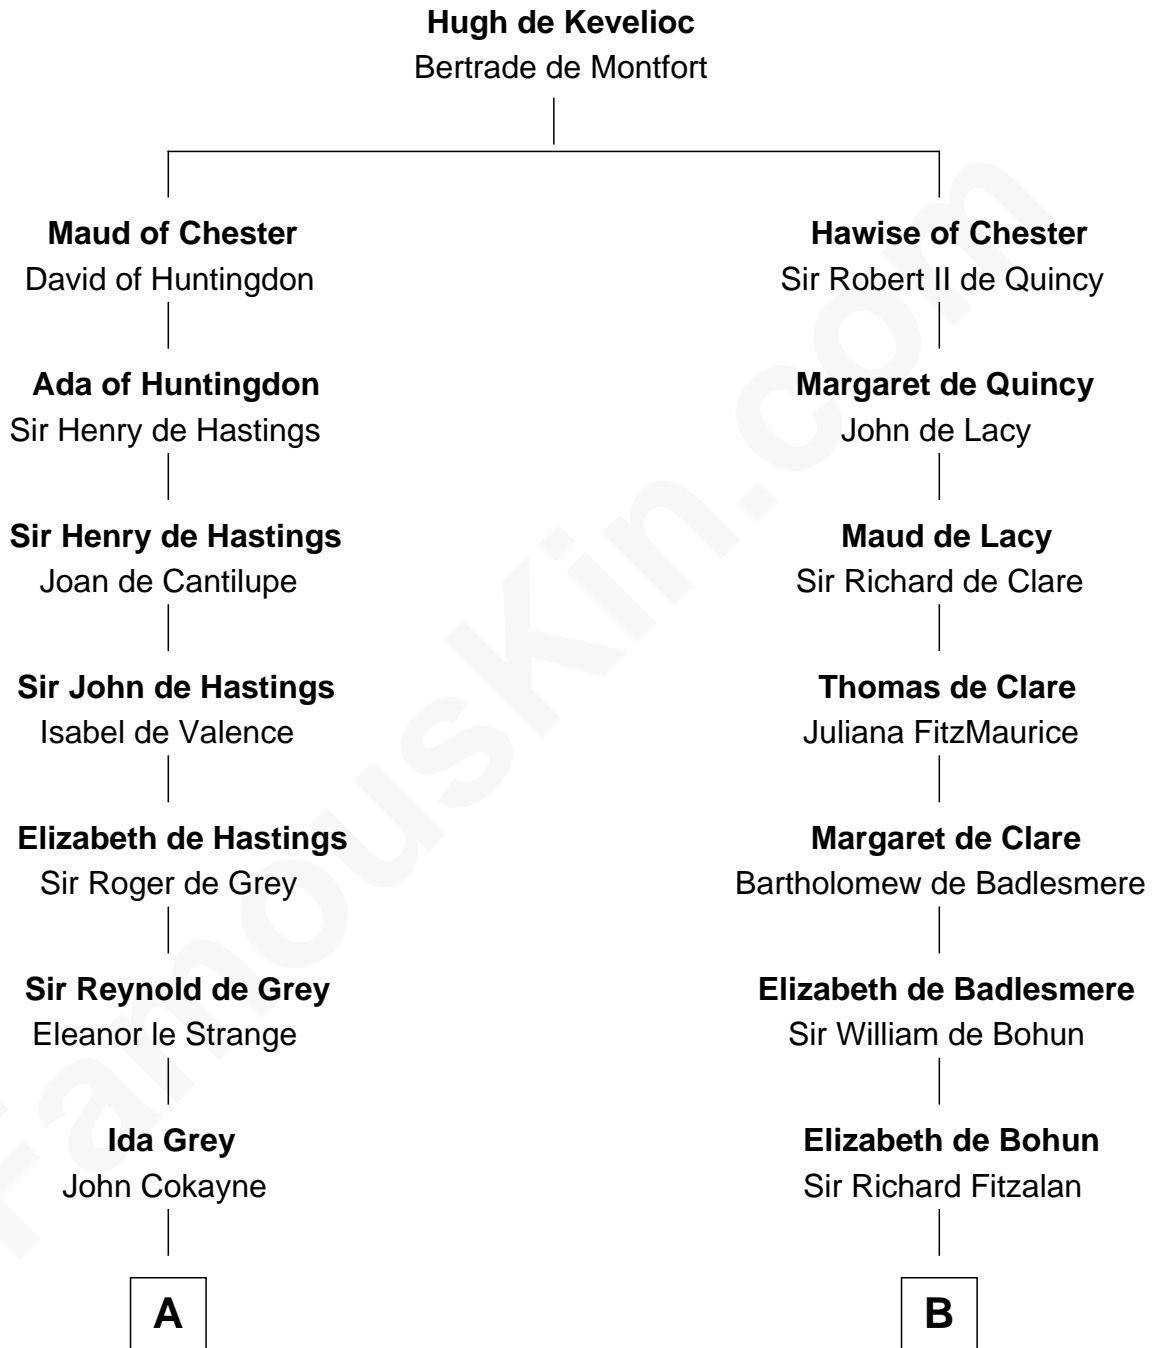 Hugh de Kevelioc
Bertrade de Montfort
Maud of Chester
David of Huntingdon
Hawise of Chester
Sir Robert II de Quincy
Ada of Huntingdon
Sir Henry de Hastings
Margaret de Quincy
John de Lacy
Sir Henry de Hastings
Joan de Cantilupe
Maud de Lacy
Sir Richard de Clare
Sir John de Hastings
Isabel de Valence
Thomas de Clare
Juliana FitzMaurice
Elizabeth de Hastings
Sir Roger de Grey
Margaret de Clare
Bartholomew de Badlesmere
Sir Reynold de Grey
Eleanor le Strange
Elizabeth de Badlesmere
Sir William de Bohun
Ida Grey
John Cokayne
Elizabeth de Bohun
Sir Richard Fitzalan
A
B
FamousKin.com